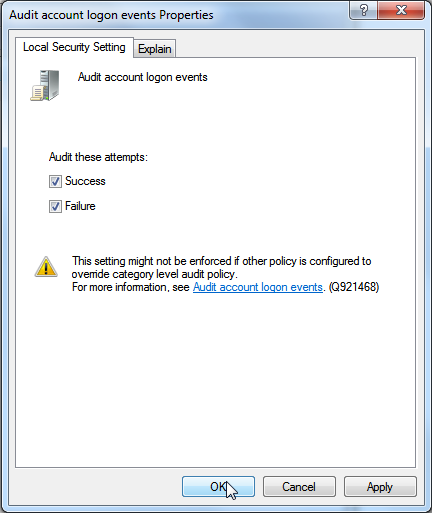 Audit account logon events Properties
Local Security Setting
Explain
Audit account logon events
Audit these attempts:
Success
Failure
This setting might not be enforced if other policy is configured to
override category level audit policy.
For more information, see Audit account logon events. (Q921468)
OK
Cancel
Apply